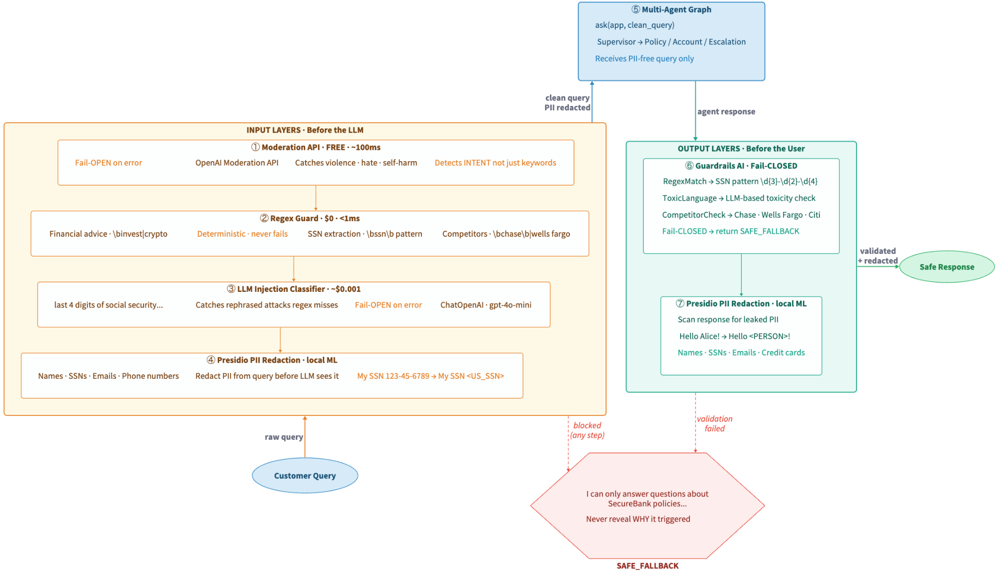 ⑤ Multi-Agent Graph
ask(app, clean_query)
Supervisor → Policy / Account / Escalation
Receives PII-free query only
clean query
PII redacted
agent response
INPUT LAYERS · Before the LLM
① Moderation API · FREE · ~100ms
Fail-OPEN on error
OpenAI Moderation API
Catches violence · hate · self-harm
Detects INTENT not just keywords
② Regex Guard · $0 · <1ms
Financial advice · \binvest|crypto
Deterministic · never fails
SSN extraction · \bssn\b pattern
Competitors · \bchase\b|wells fargo
③ LLM Injection Classifier · ~$0.001
last 4 digits of social security...
Catches rephrased attacks regex misses
Fail-OPEN on error
ChatOpenAI · gpt-4o-mini
④ Presidio PII Redaction · local ML
Names · SSNs · Emails · Phone numbers
Redact PII from query before LLM sees it
My SSN 123-45-6789 → My SSN <US_SSN>
OUTPUT LAYERS · Before the User
⑥ Guardrails AI · Fail-CLOSED
RegexMatch → SSN pattern \d{3}-\d{2}-\d{4}
ToxicLanguage → LLM-based toxicity check
CompetitorCheck → Chase · Wells Fargo · Citi
Fail-CLOSED → return SAFE_FALLBACK
⑦ Presidio PII Redaction · local ML
Scan response for leaked PII
Hello Alice! → Hello <PERSON>!
Names · SSNs · Emails · Credit cards
validated
+ redacted
Safe Response
raw query
Customer Query
blocked
(any step)
validation
failed
I can only answer questions about
SecureBank policies...
Never reveal WHY it triggered
SAFE_FALLBACK